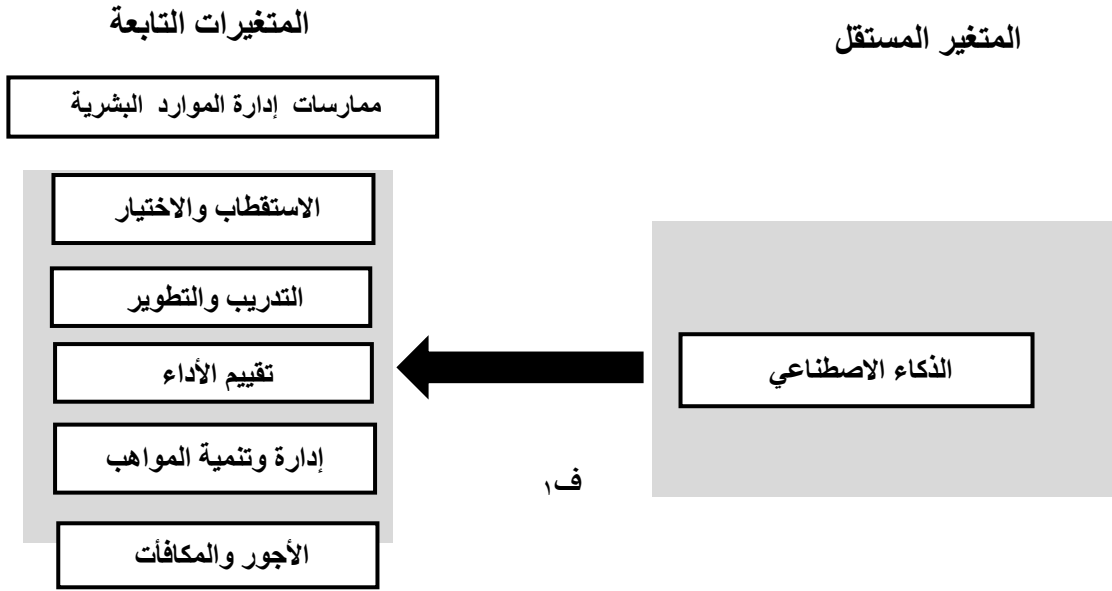 المتغير المستقل
المتغيرات التابعة
ممارسات إدارة الموارد البشرية
الاستقطاب والاختيار
التدريب والتطوير
تقييم الأداء
إدارة وتنمية المواهب
الأجور والمكافأت
الذكاء الاصطناعي
ف١